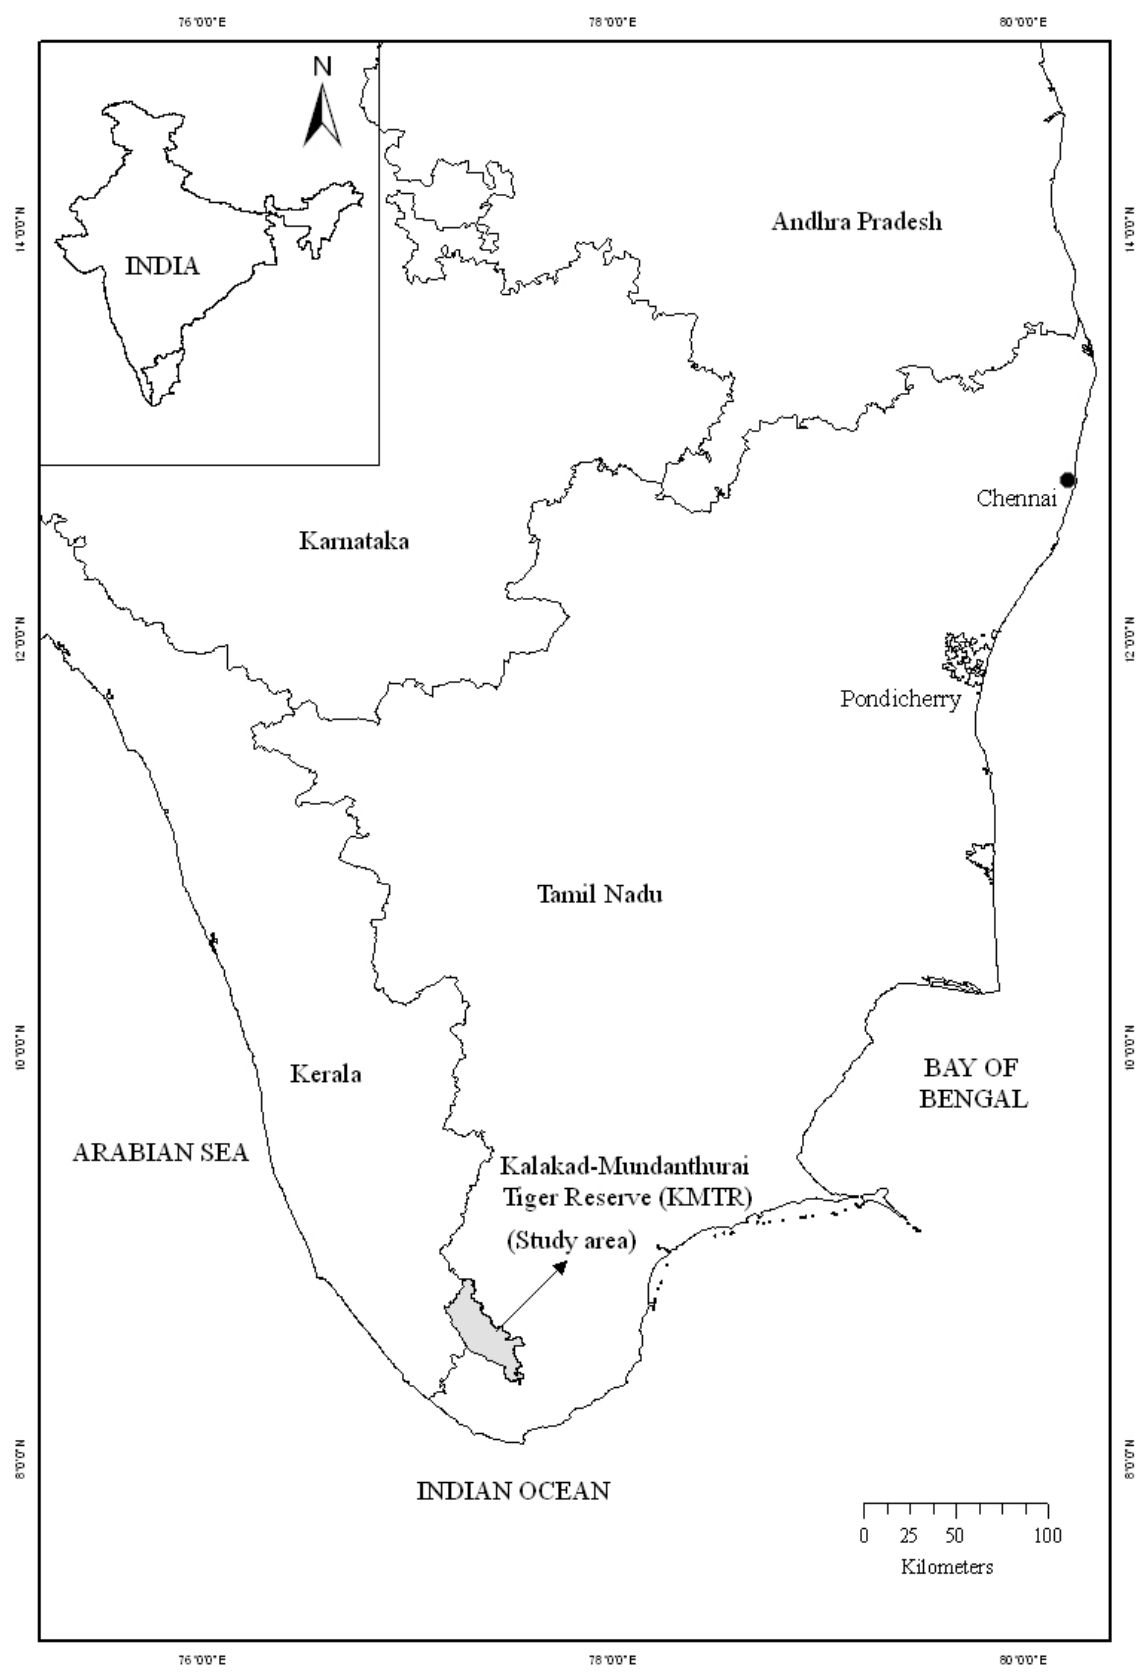 76°0'0"E
78°0'0"E
80°0'0"E
N
14°0'0"N
14°0'0"N
Andhra Pradesh
INDIA
Chennai
Karnataka
12°0'0"N
12°0'0"N
Pondicherry
Tamil Nadu
10°0'0"N
10°0'0"N
Kerala
BAY OF
BENGAL
ARABIAN SEA
Kalakad-Mundanthurai
Tiger Reserve (KMTR)
(Study area)
8°0'0"N
8°0'0"N
INDIAN OCEAN
0 25 50 100
Kilometers
76°0'0"E
78°0'0"E
80°0'0"E